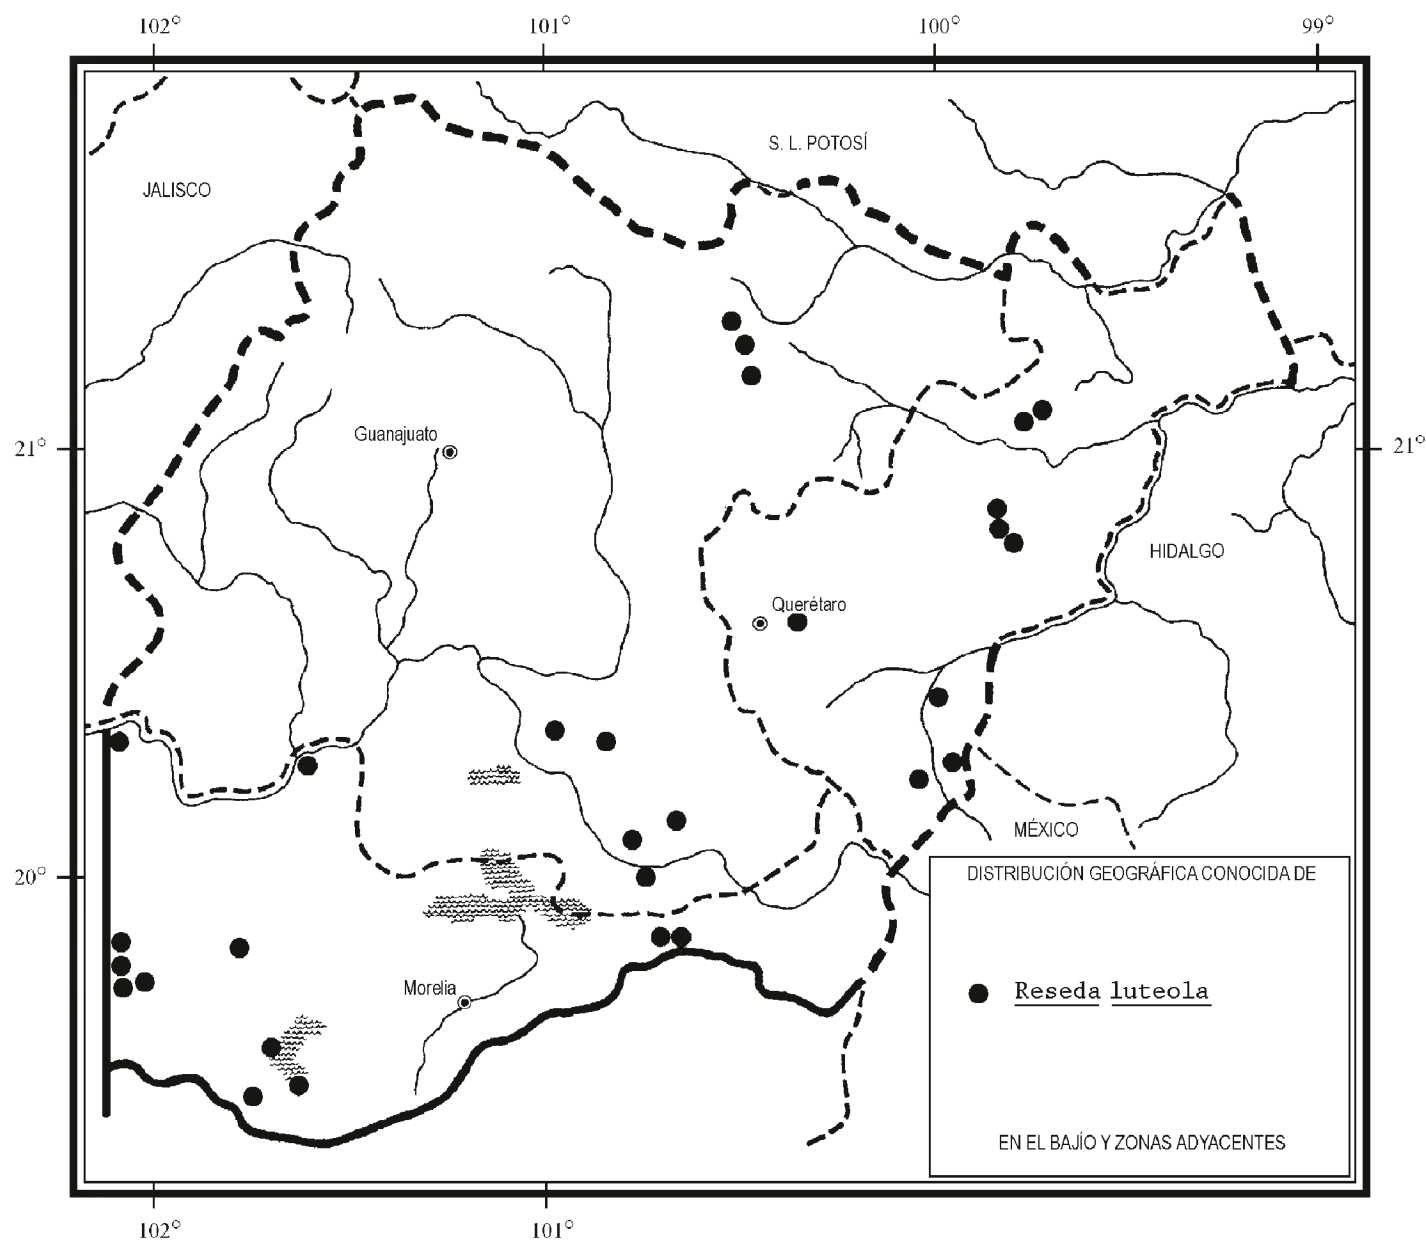 102° 101° 100° 99°
S. L. POTOSÍ
JALISCO
Guanajuato
21° 21°
HIDALGO
Querétaro
MÉXICO
20°
DISTRIBUCIÓN GEOGRÁFICA CONOCIDA DE
Morelia
Reseda luteola
EN EL BAJÍO Y ZONAS ADYACENTES
102° 101°